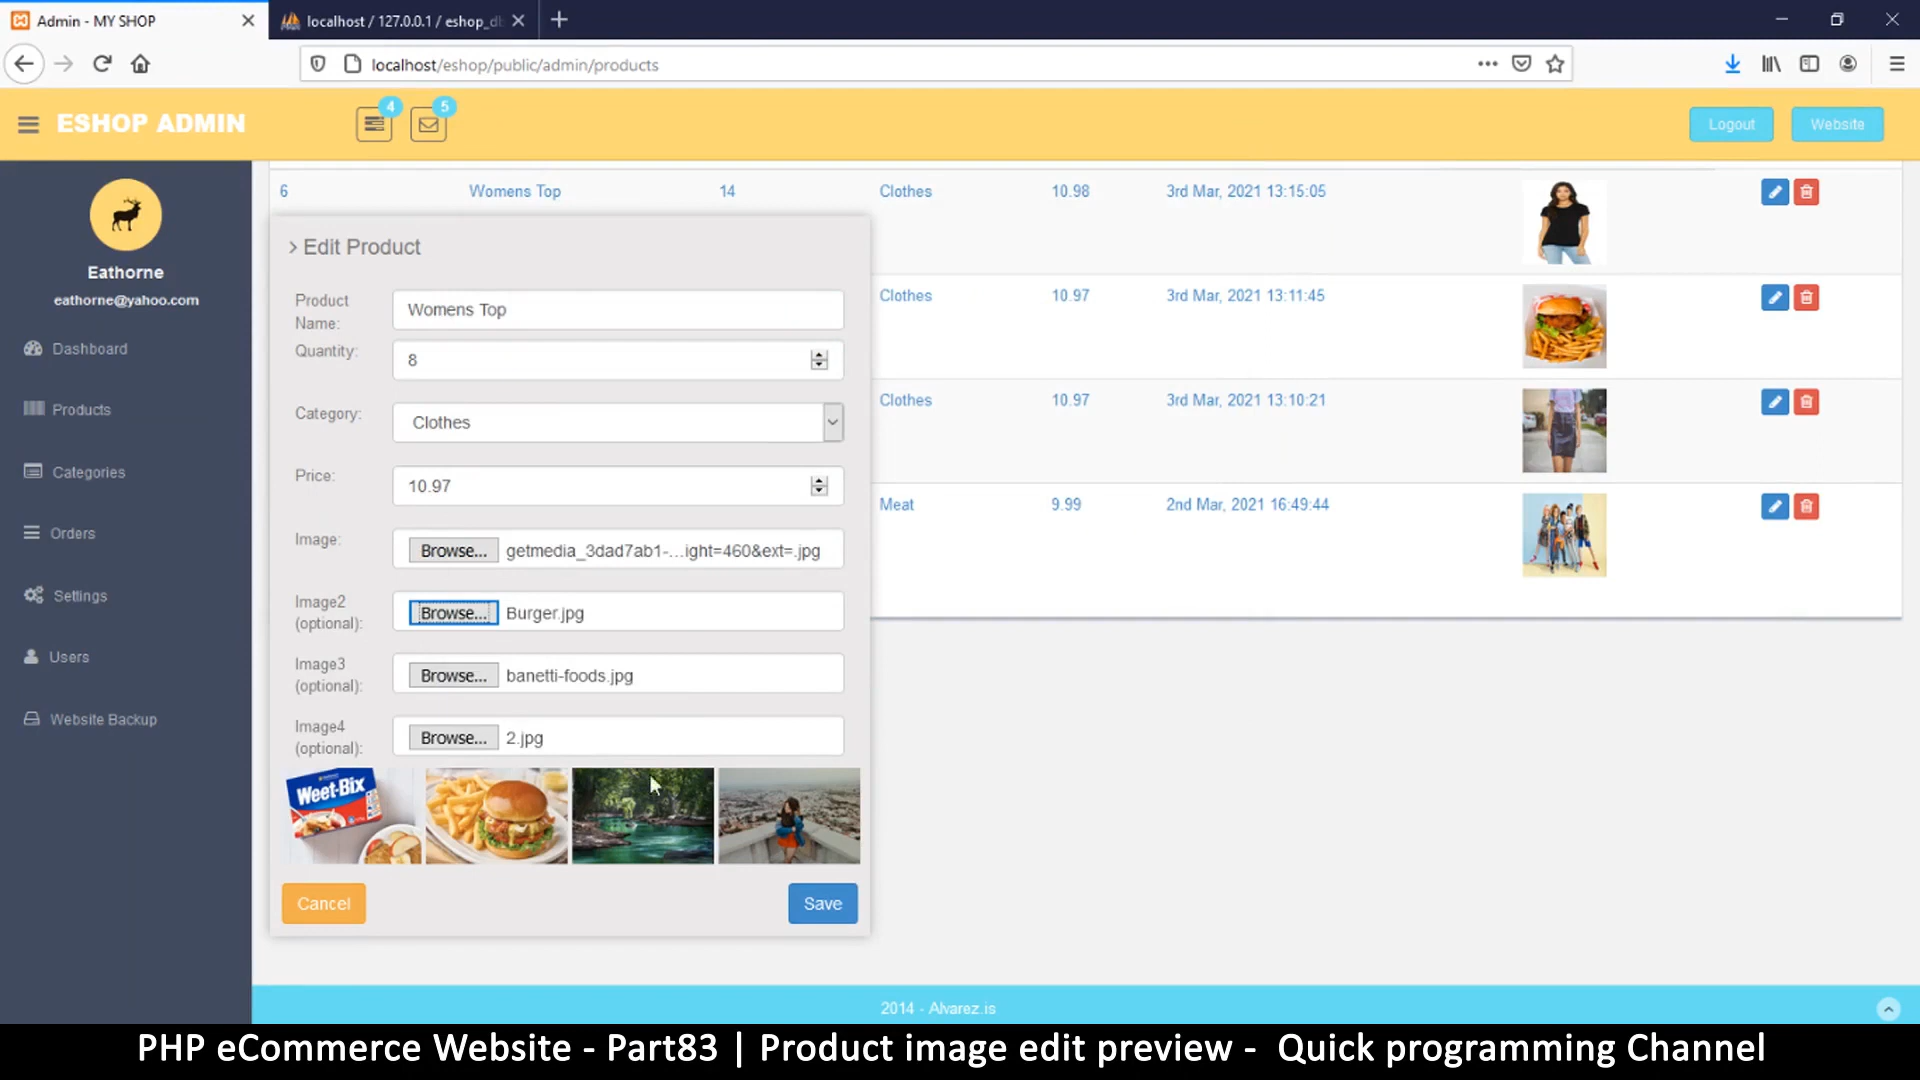 Admin - MY SHOP
localhost / 127.0.0.1 / eshop_d
localhost/eshop/public/admin/products
ESHOP ADMIN
4
5
Logout
Website
Eathorne
eathorne@yahoo.com
Dashboard
Products
Categories
Orders
Settings
Users
Website Backup
6 Womens Top 14 Clothes 10.98 3rd Mar, 2021 13:15:05
Clothes 10.97 3rd Mar, 2021 13:11:45
Clothes 10.97 3rd Mar, 2021 13:10:21
Meat 9.99 2nd Mar, 2021 16:49:44
> Edit Product
Product Name: Womens Top
Quantity: 8
Category: Clothes
Price: 10.97
Image: Browse... getmedia_3dad7ab1-...ight=460&ext=.jpg
Image2 (optional): Browse... Burger.jpg
Image3 (optional): Browse... banetti-foods.jpg
Image4 (optional): Browse... 2.jpg
Weet-Bix
Cancel
Save
2014 - Alvarez.is
PHP eCommerce Website - Part83 | Product image edit preview - Quick programming Channel